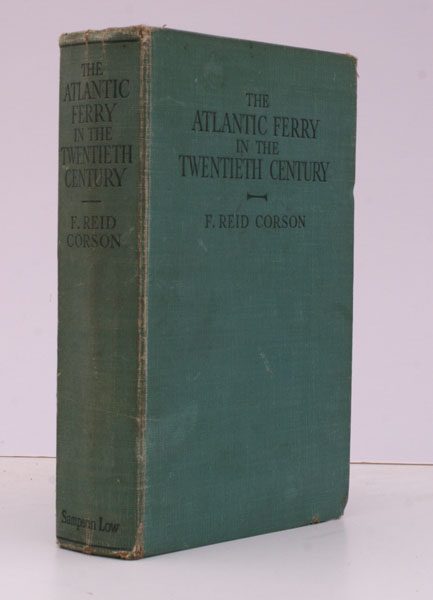 THE
ATLANTIC
FERRY
IN THE
TWENTIETH
CENTURY
F. REID
CORSON
Sampson Low
THE
ATLANTIC FERRY
IN THE
TWENTIETH CENTURY
F. REID CORSON